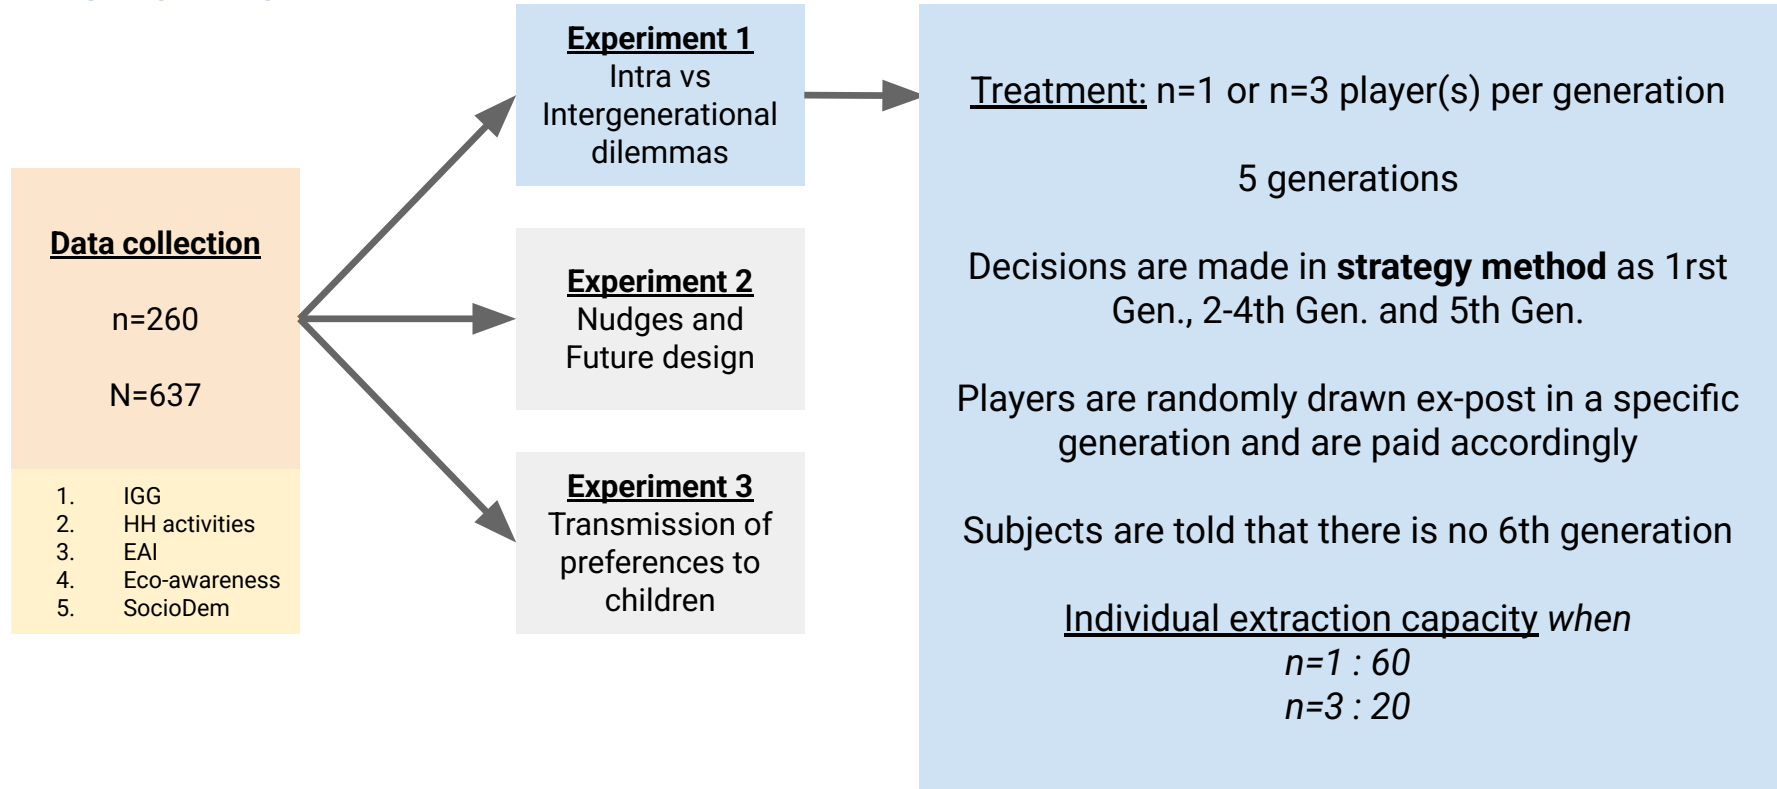 Data collection
n=260
N=637
1. IGG
2. HH activities
3. EAI
4. Eco-awareness
5. SocioDem
Experiment 1
Intra vs
Intergenerational
dilemmas
Experiment 2
Nudges and
Future design
Experiment 3
Transmission of
preferences to
children
Treatment: n=1 or n=3 player(s) per generation
5 generations
Decisions are made in strategy method as 1rst
Gen., 2-4th Gen. and 5th Gen.
Players are randomly drawn ex-post in a specific
generation and are paid accordingly
Subjects are told that there is no 6th generation
Individual extraction capacity when
n=1 : 60
n=3 : 20